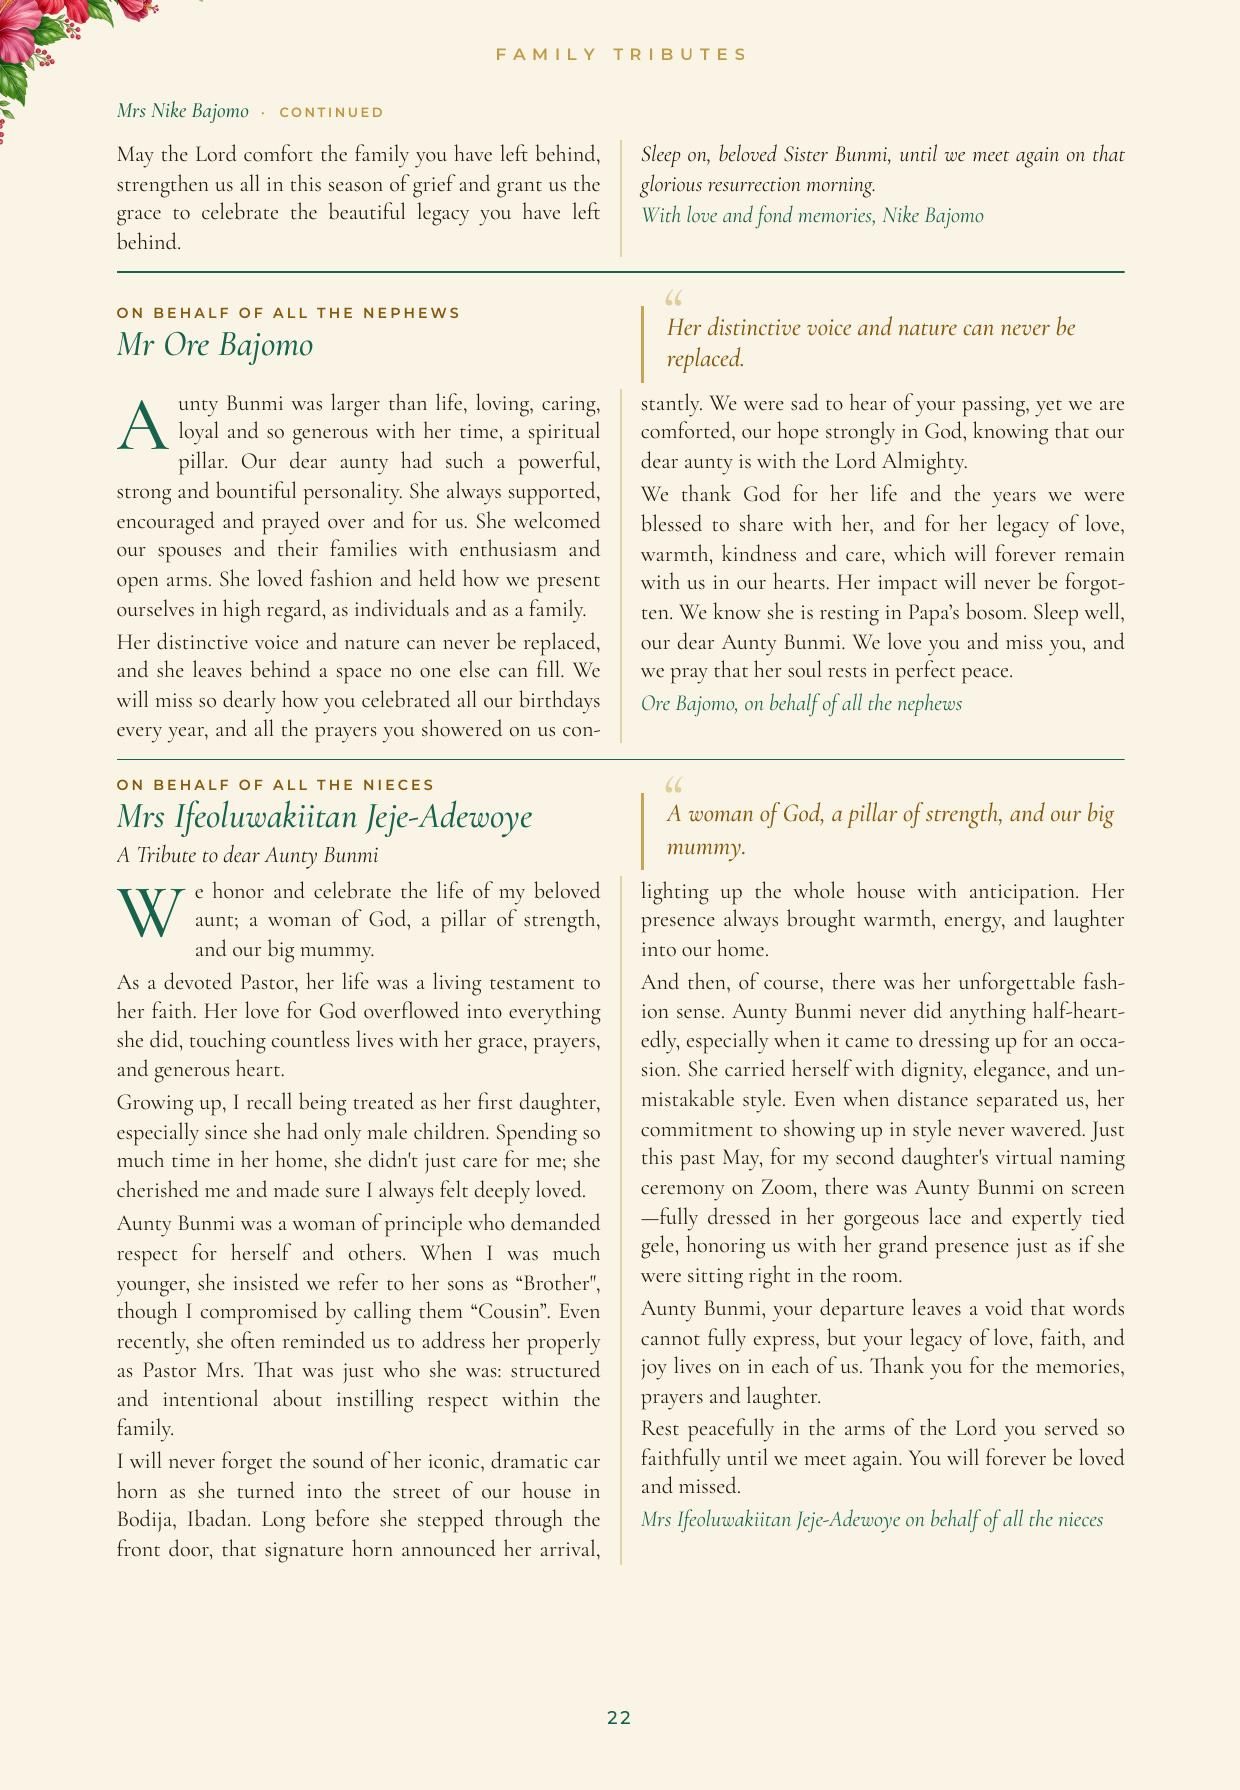 FAMILY TRIBUTES
Mrs Nike Bajomo · CONTINUED
May the Lord comfort the family you have left behind,
strengthen us all in this season of grief and grant us the
grace to celebrate the beautiful legacy you have left
behind.
Sleep on, beloved Sister Bunmi, until we meet again on that
glorious resurrection morning.
With love and fond memories, Nike Bajomo
ON BEHALF OF ALL THE NEPHEWS
Mr Ore Bajomo
“
Her distinctive voice and nature can never be
replaced.
Aunty Bunmi was larger than life, loving, caring,
loyal and so generous with her time, a spiritual
pillar. Our dear aunty had such a powerful,
strong and bountiful personality. She always supported,
encouraged and prayed over and for us. She welcomed
our spouses and their families with enthusiasm and
open arms. She loved fashion and held how we present
ourselves in high regard, as individuals and as a family.
Her distinctive voice and nature can never be replaced,
and she leaves behind a space no one else can fill. We
will miss so dearly how you celebrated all our birthdays
every year, and all the prayers you showered on us con-
stantly. We were sad to hear of your passing, yet we are
comforted, our hope strongly in God, knowing that our
dear aunty is with the Lord Almighty.
We thank God for her life and the years we were
blessed to share with her, and for her legacy of love,
warmth, kindness and care, which will forever remain
with us in our hearts. Her impact will never be forgot-
ten. We know she is resting in Papa’s bosom. Sleep well,
our dear Aunty Bunmi. We love you and miss you, and
we pray that her soul rests in perfect peace.
Ore Bajomo, on behalf of all the nephews
ON BEHALF OF ALL THE NIECES
Mrs Ifeoluwakiitan Jeje-Adewoye
A Tribute to dear Aunty Bunmi
“
A woman of God, a pillar of strength, and our big
mummy.
We honor and celebrate the life of my beloved
aunt; a woman of God, a pillar of strength,
and our big mummy.
As a devoted Pastor, her life was a living testament to
her faith. Her love for God overflowed into everything
she did, touching countless lives with her grace, prayers,
and generous heart.
Growing up, I recall being treated as her first daughter,
especially since she had only male children. Spending so
much time in her home, she didn't just care for me; she
cherished me and made sure I always felt deeply loved.
Aunty Bunmi was a woman of principle who demanded
respect for herself and others. When I was much
younger, she insisted we refer to her sons as “Brother",
though I compromised by calling them “Cousin”. Even
recently, she often reminded us to address her properly
as Pastor Mrs. That was just who she was: structured
and intentional about instilling respect within the
family.
I will never forget the sound of her iconic, dramatic car
horn as she turned into the street of our house in
Bodija, Ibadan. Long before she stepped through the
front door, that signature horn announced her arrival,
lighting up the whole house with anticipation. Her
presence always brought warmth, energy, and laughter
into our home.
And then, of course, there was her unforgettable fash-
ion sense. Aunty Bunmi never did anything half-heart-
edly, especially when it came to dressing up for an occa-
sion. She carried herself with dignity, elegance, and un-
mistakable style. Even when distance separated us, her
commitment to showing up in style never wavered. Just
this past May, for my second daughter's virtual naming
ceremony on Zoom, there was Aunty Bunmi on screen
—fully dressed in her gorgeous lace and expertly tied
gele, honoring us with her grand presence just as if she
were sitting right in the room.
Aunty Bunmi, your departure leaves a void that words
cannot fully express, but your legacy of love, faith, and
joy lives on in each of us. Thank you for the memories,
prayers and laughter.
Rest peacefully in the arms of the Lord you served so
faithfully until we meet again. You will forever be loved
and missed.
Mrs Ifeoluwakiitan Jeje-Adewoye on behalf of all the nieces
22